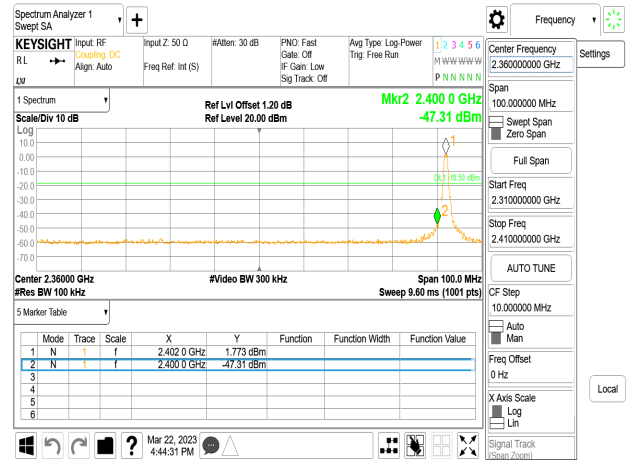 Spectrum Analyzer 1
Swept SA
Frequency
KEYSIGHT
Input: RF
Coupling: DC
Align: Auto
Input Z: 50 Ω
Freq Ref: Int (S)
#Atten: 30 dB
PNO: Fast
Gate: Off
IF Gain: Low
Sig Track: Off
Avg Type: Log-Power
Trig: Free Run
1 2 3 4 5 6
M W W W W W
P N N N N N
R L
LXI
Center Frequency
2.360000000 GHz
Settings
1 Spectrum
Scale/Div 10 dB
Ref Lvl Offset 1.20 dB
Ref Level 20.00 dBm
Mkr2 2.400 0 GHz
-47.31 dBm
Log
10.0
0.00
-10.0
-20.0
-30.0
-40.0
-50.0
-60.0
-70.0
1
DL1 -18.50 dBm
2
Center 2.36000 GHz
#Res BW 100 kHz
#Video BW 300 kHz
Span 100.0 MHz
Sweep 9.60 ms (1001 pts)
Span
100.000000 MHz
Swept Span
Zero Span
Full Span
Start Freq
2.310000000 GHz
Stop Freq
2.410000000 GHz
AUTO TUNE
CF Step
10.000000 MHz
Auto
Man
Freq Offset
0 Hz
X Axis Scale
Log
Lin
Signal Track
(Span Zoom)
Local
5 Marker Table
Mode Trace Scale X Y Function Function Width Function Value
1 N 1 f 2.402 0 GHz 1.773 dBm
2 N 1 f 2.400 0 GHz -47.31 dBm
3
4
5
6
?
Mar 22, 2023
4:44:31 PM